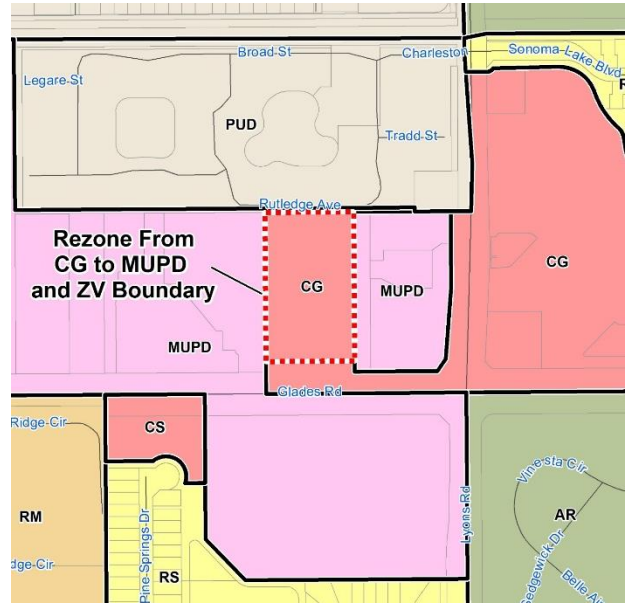 Broad St
Charleston
Sonoma Lake Blvd
Legare St
R
PUD
Tradd St
Rutledge Ave
Rezone From
CG to MUPD
and ZV Boundary
CG
MUPD
CG
MUPD
Glades Rd
Ridge Cir
CS
Vinesta Cir
RM
Pine Springs Dr
Lyons Rd
AR
Sedgewick Dr
dge Cir
RS
Belle Ai